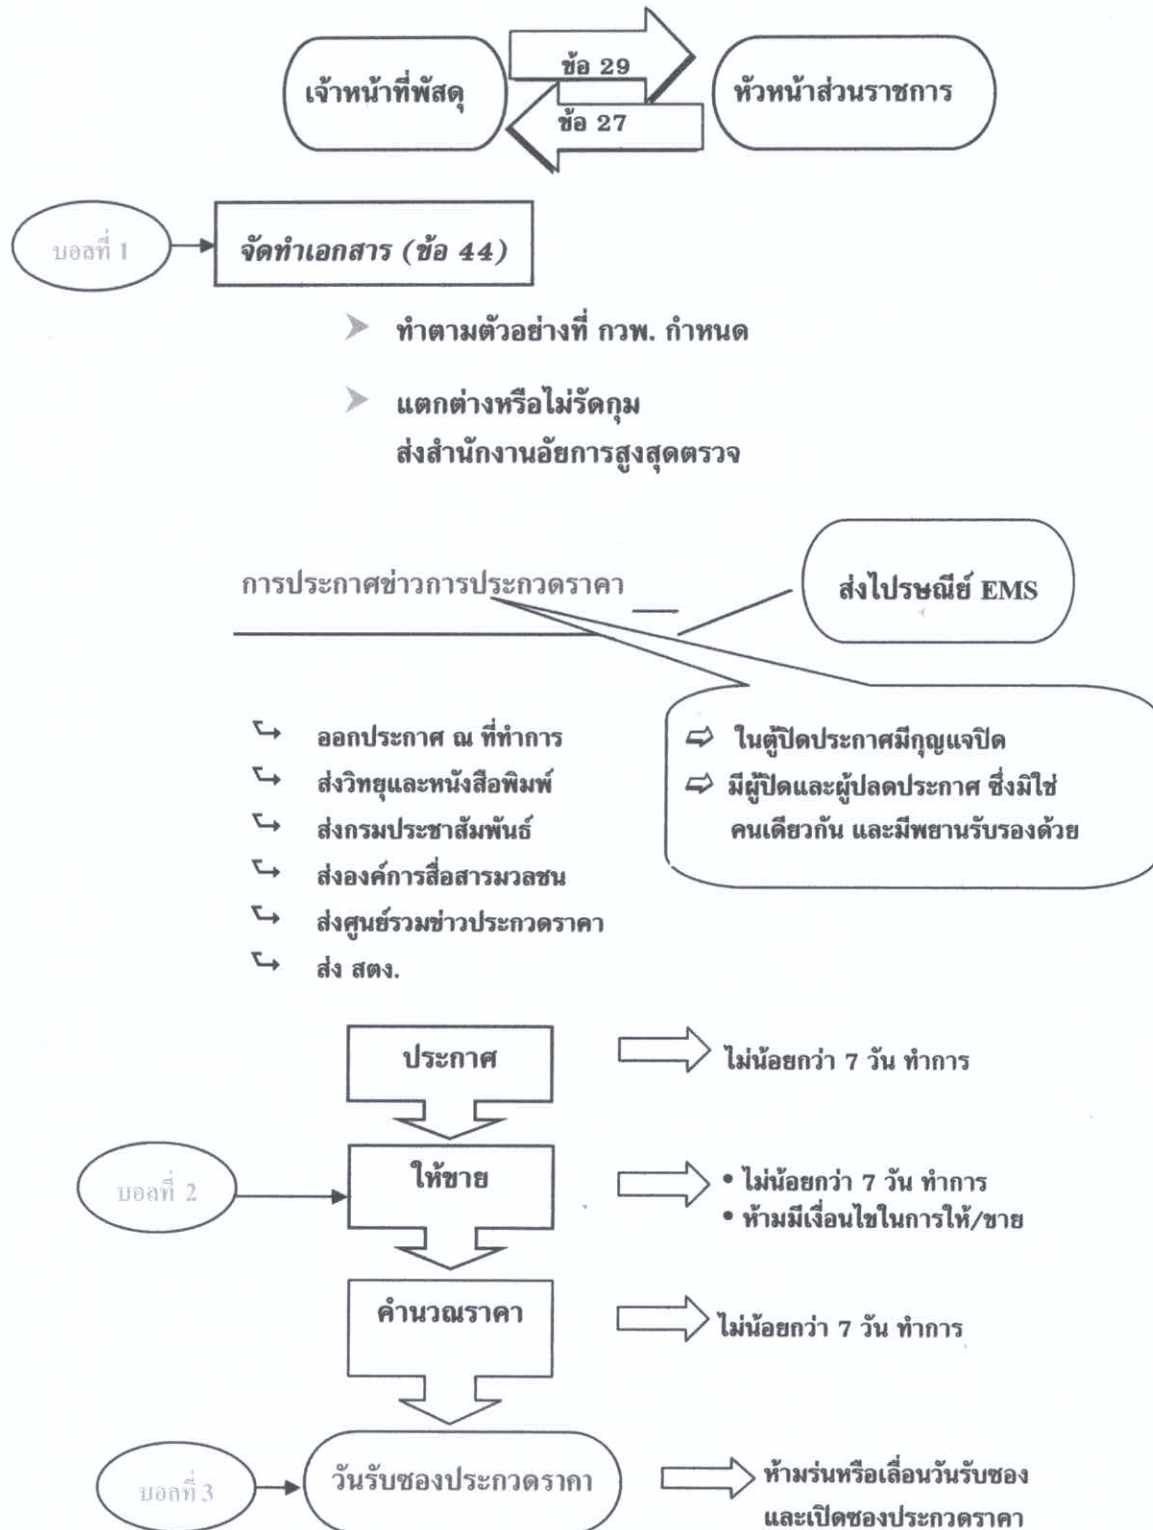 เจ้าหน้าที่พัสดุ
ข้อ 29
ข้อ 27
หัวหน้าส่วนราชการ
บอลที่ 1
จัดทำเอกสาร (ข้อ 44)
ทำตามตัวอย่างที่ กวพ. กำหนด
แตกต่างหรือไม่รัดกุม
ส่งสำนักงานอัยการสูงสุดตรวจ
การประกาศข่าวการประกวดราคา
ส่งไปรษณีย์ EMS
ออกประกาศ ณ ที่ทำการ
ส่งวิทยุและหนังสือพิมพ์
ส่งกรมประชาสัมพันธ์
ส่งองค์การสื่อสารมวลชน
ส่งศูนย์รวมข่าวประกวดราคา
ส่ง สตง.
ในตู้ปิดประกาศมีกุญแจปิด
มีผู้ปิดและผู้ปลดประกาศ ซึ่งมิใช่
คนเดียวกัน และมีพยานรับรองด้วย
ประกาศ
ไม่น้อยกว่า 7 วัน ทำการ
บอลที่ 2
ให้ขาย
• ไม่น้อยกว่า 7 วัน ทำการ
• ห้ามมีเงื่อนไขในการให้/ขาย
คำนวณราคา
ไม่น้อยกว่า 7 วัน ทำการ
บอลที่ 3
วันรับซองประกวดราคา
ห้ามร่นหรือเลื่อนวันรับซอง
และเปิดซองประกวดราคา